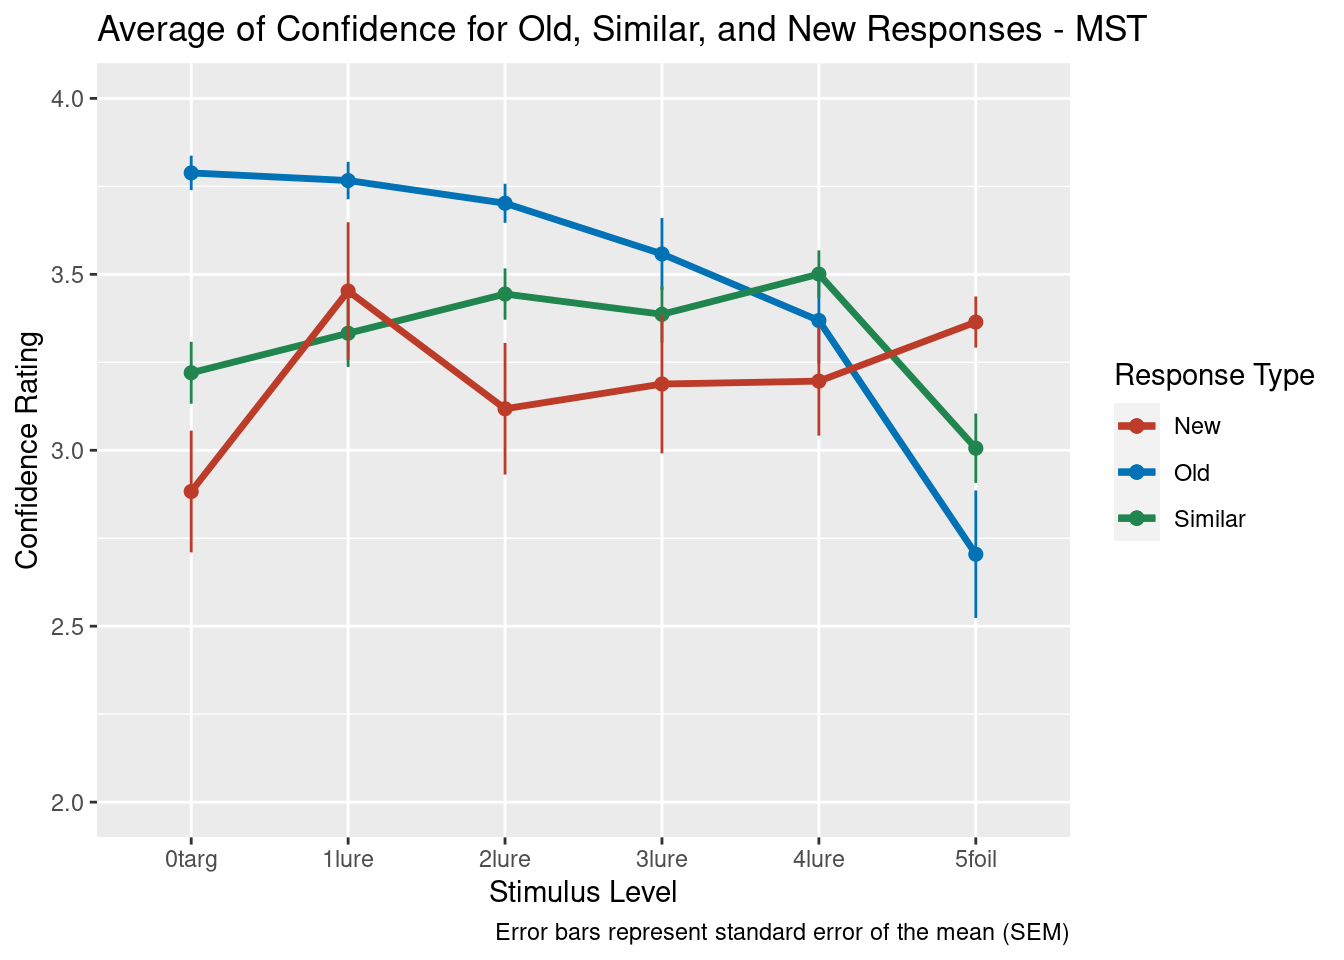 Average of Confidence for Old, Similar, and New Responses - MST
4.0
3.5
3.0
2.5
2.0
Confidence Rating
0targ 1lure 2lure 3lure 4lure 5foil
Stimulus Level
Error bars represent standard error of the mean (SEM)
Response Type
New
Old
Similar